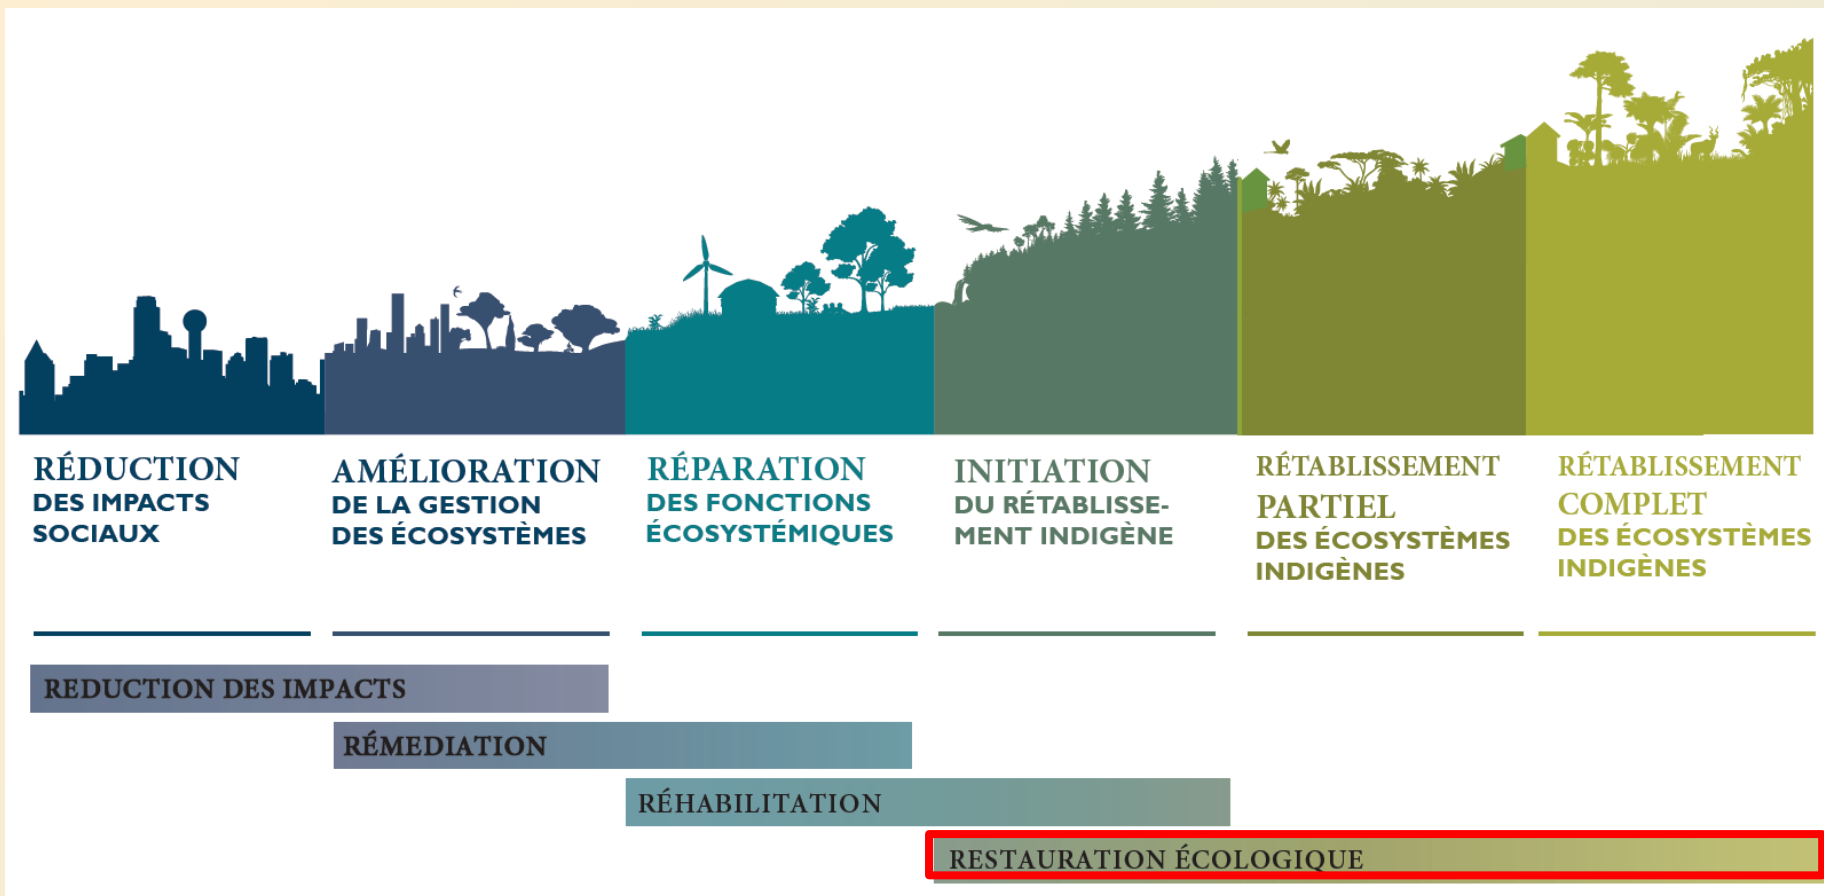 RÉDUCTION
DES IMPACTS
SOCIAUX
AMÉLIORATION
DE LA GESTION
DES ÉCOSYSTÈMES
RÉPARATION
DES FONCTIONS
ÉCOSYSTÉMIQUES
INITIATION
DU RÉTABLISSE-
MENT INDIGÈNE
RÉTABLISSEMENT
PARTIEL
DES ÉCOSYSTÈMES
INDIGÈNES
RÉTABLISSEMENT
COMPLET
DES ÉCOSYSTÈMES
INDIGÈNES
REDUCTION DES IMPACTS
RÉMEDIATION
RÉHABILITATION
RESTAURATION ÉCOLOGIQUE